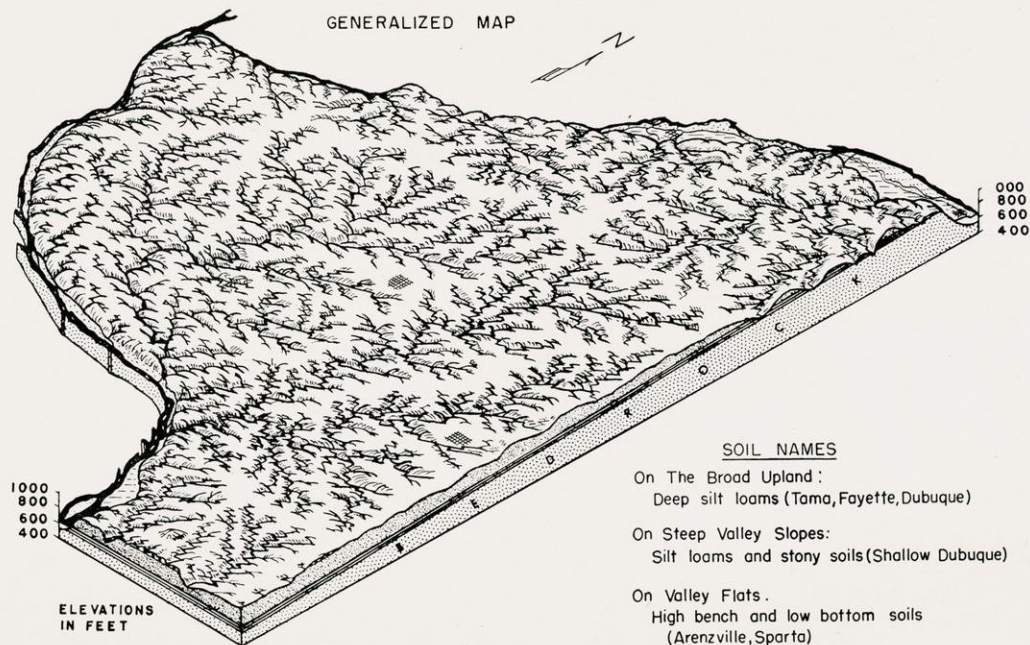 GENERALIZED MAP
N
000
800
600
400
BEDROCK
1000
800
600
400
ELEVATIONS
IN FEET
SOIL NAMES
On The Broad Upland:
Deep silt loams (Tama, Fayette, Dubuque)
On Steep Valley Slopes:
Silt loams and stony soils (Shallow Dubuque)
On Valley Flats.
High bench and low bottom soils
(Arenzville, Sparta)